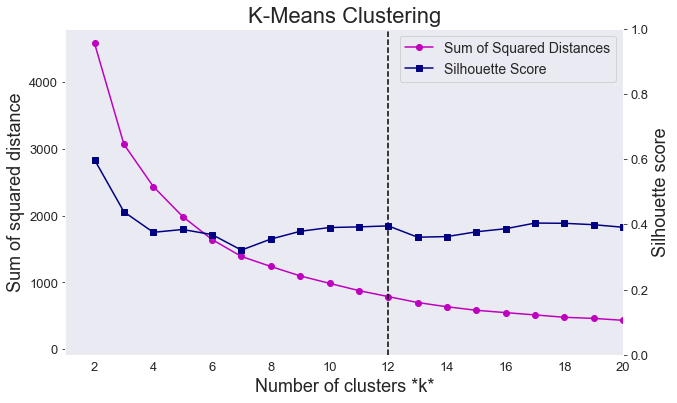 K-Means Clustering
Sum of Squared Distances
Silhouette Score
Sum of squared distance
4000
3000
2000
1000
0
1.0
0.8
0.6
0.4
0.2
0.0
Silhouette score
2 4 6 8 10 12 14 16 18 20
Number of clusters *k*